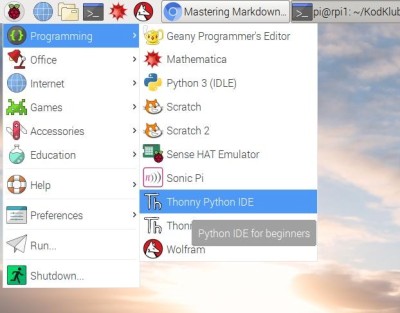 Mastering Markdown...
pi@rpi1: ~/KodKlub
Programming
Office
Internet
Games
Accessories
Education
Help
Preferences
Run...
Shutdown...
Geany Programmer's Editor
Mathematica
Python 3 (IDLE)
Scratch
Scratch 2
Sense HAT Emulator
Sonic Pi
Thonny Python IDE
Thonn
Python IDE for beginners
Wolfram